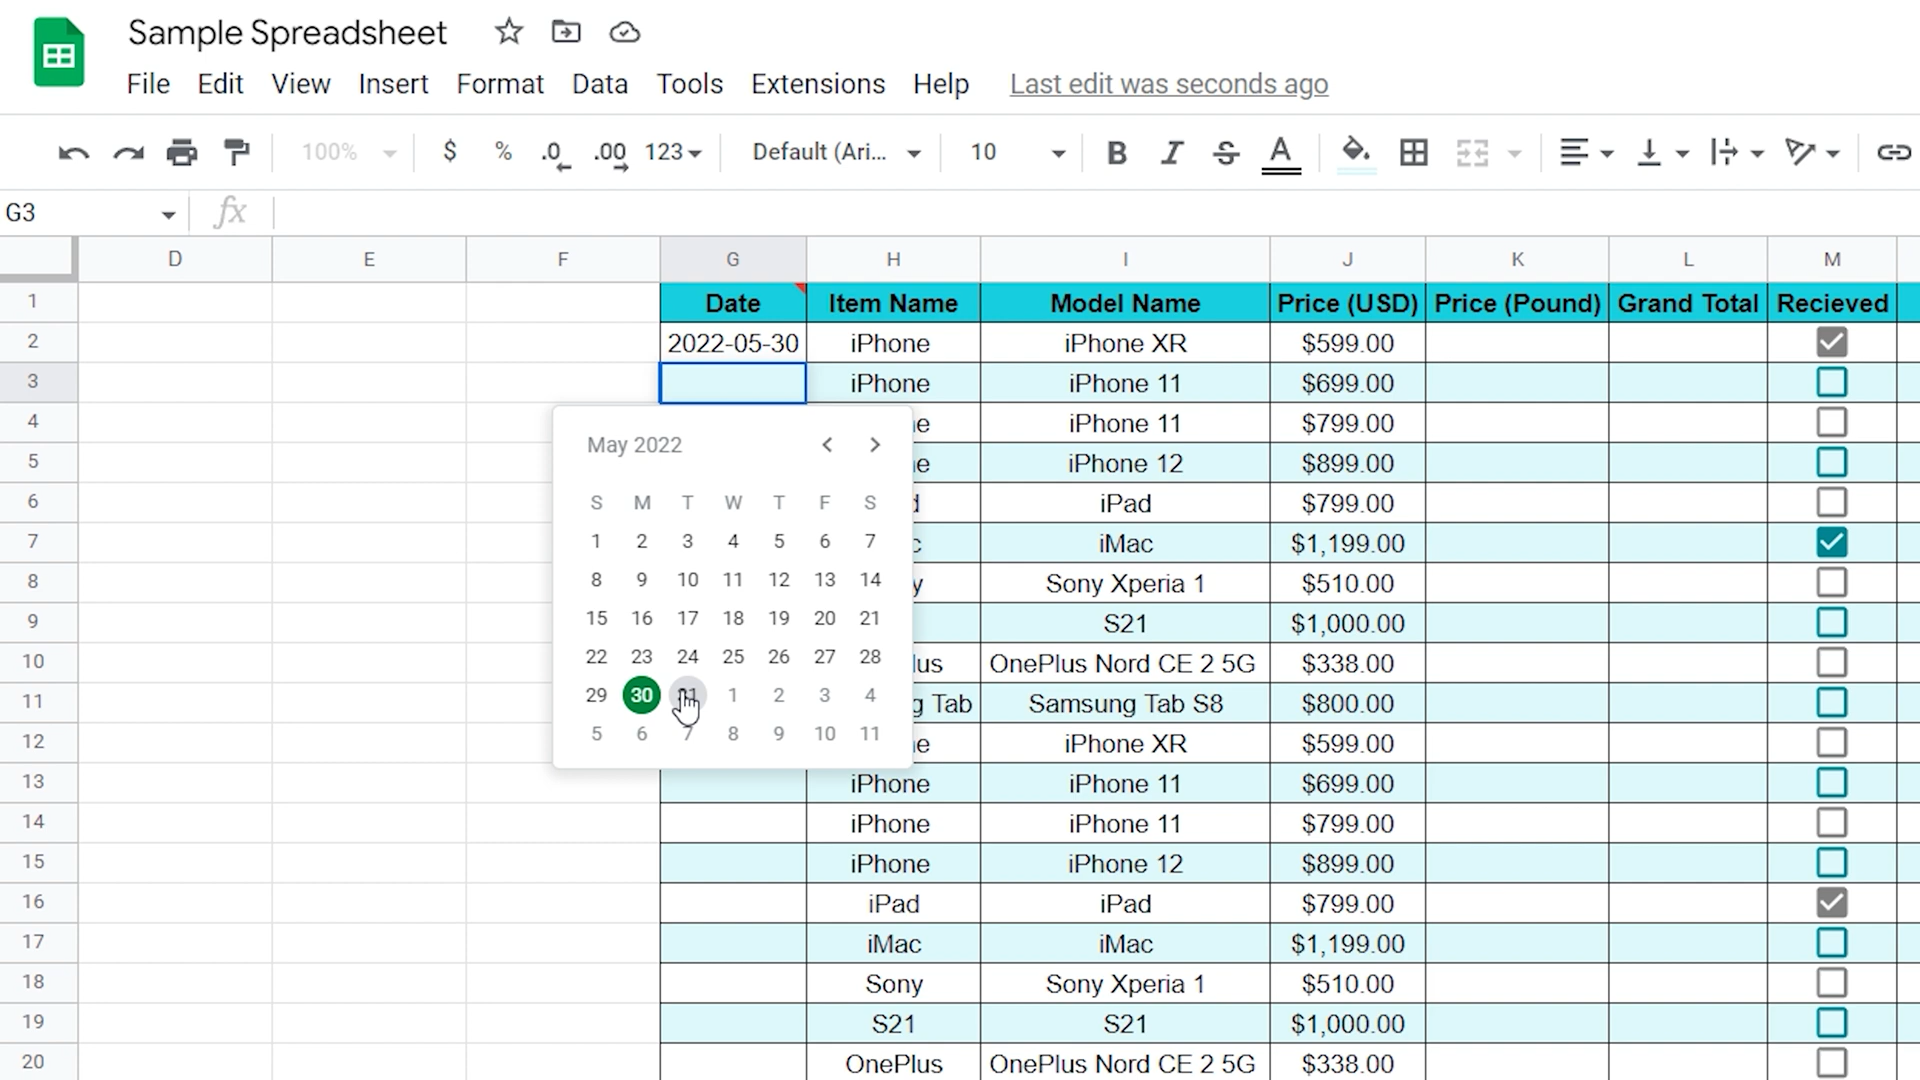 Sample Spreadsheet
File Edit View Insert Format Data Tools Extensions Help Last edit was seconds ago
100% $ % .0 .00 123 Default (Ari... 10 B I S A
G3 fx
D E F G H I J K L M
1 Date Item Name Model Name Price (USD) Price (Pound) Grand Total Recieved
2 2022-05-30 iPhone iPhone XR $599.00
3 iPhone iPhone 11 $699.00
4 iPhone 11 $799.00
May 2022
5 iPhone 12 $899.00
6 iPad $799.00
S M T W T F S
7 iMac $1,199.00
1 2 3 4 5 6 7
8 Sony Xperia 1 $510.00
8 9 10 11 12 13 14
9 S21 $1,000.00
15 16 17 18 19 20 21
10 lus OnePlus Nord CE 2 5G $338.00
22 23 24 25 26 27 28
11 g Tab Samsung Tab S8 $800.00
29 30 31 1 2 3 4
12 iPhone XR $599.00
5 6 7 8 9 10 11
13 iPhone iPhone 11 $699.00
14 iPhone iPhone 11 $799.00
15 iPhone iPhone 12 $899.00
16 iPad iPad $799.00
17 iMac iMac $1,199.00
18 Sony Sony Xperia 1 $510.00
19 S21 S21 $1,000.00
20 OnePlus OnePlus Nord CE 2 5G $338.00